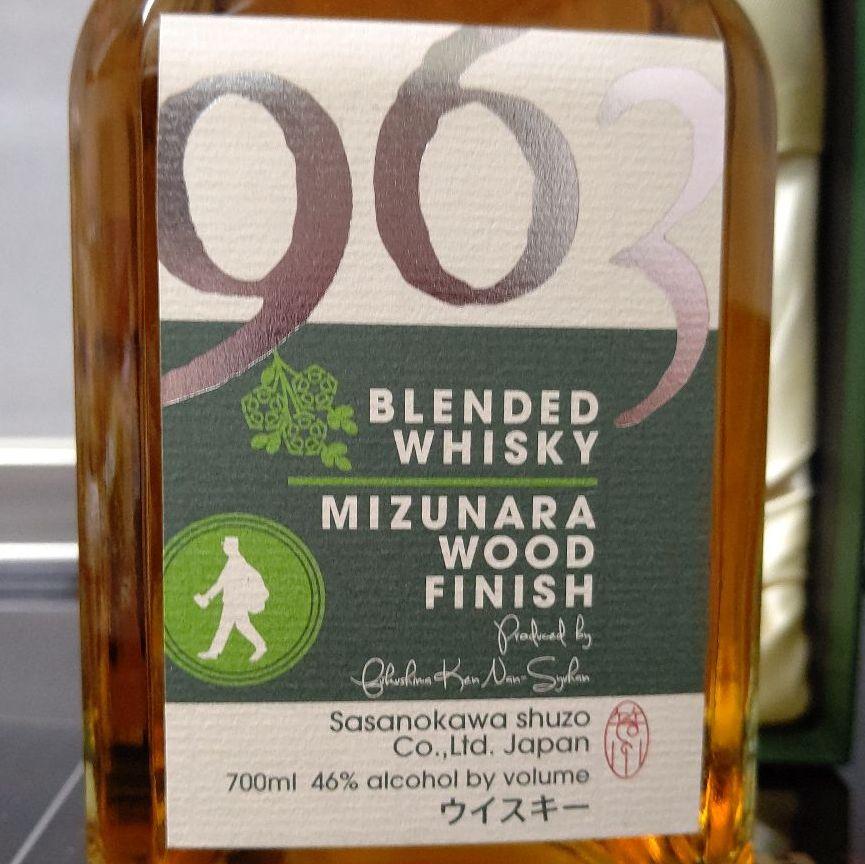 963
BLENDED
WHISKY
MIZUNARA
WOOD
FINISH
Produced by
Fukushima Ken Nan-Syuhan
Sasanokawa shuzo
Co.,Ltd. Japan
700ml 46% alcohol by volume
ウイスキー